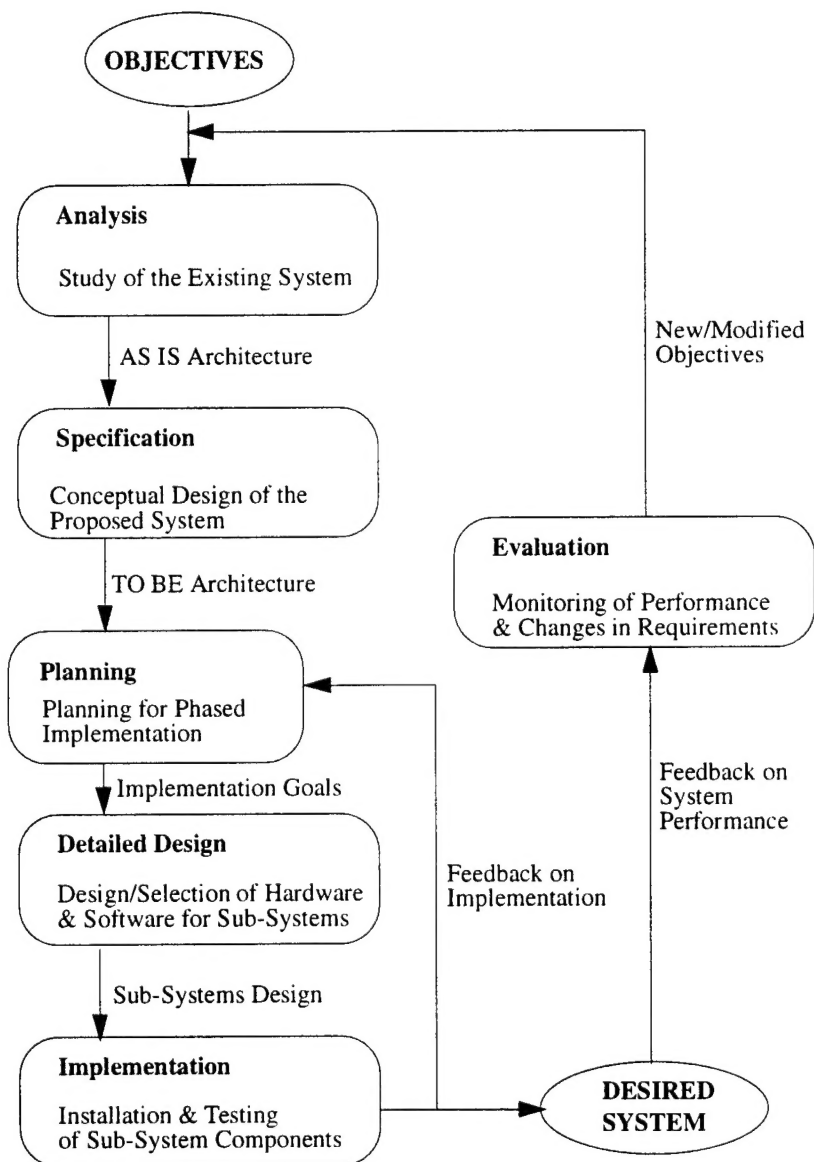 OBJECTIVES
Analysis
Study of the Existing System
AS IS Architecture
Specification
Conceptual Design of the
Proposed System
TO BE Architecture
Planning
Planning for Phased
Implementation
Implementation Goals
Detailed Design
Design/Selection of Hardware
& Software for Sub-Systems
Sub-Systems Design
Implementation
Installation & Testing
of Sub-System Components
Feedback on
Implementation
DESIRED
SYSTEM
Feedback on
System
Performance
Evaluation
Monitoring of Performance
& Changes in Requirements
New/Modified
Objectives